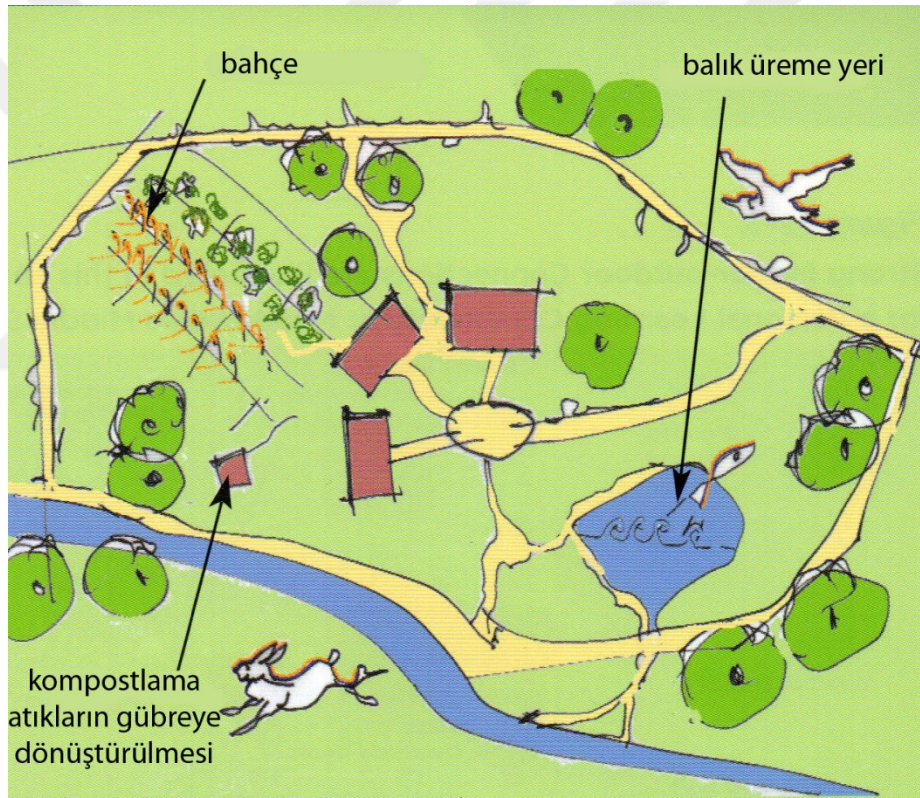 bahçe
balık üreme yeri
kompostlama
atıkların gübreye
dönüştürülmesi